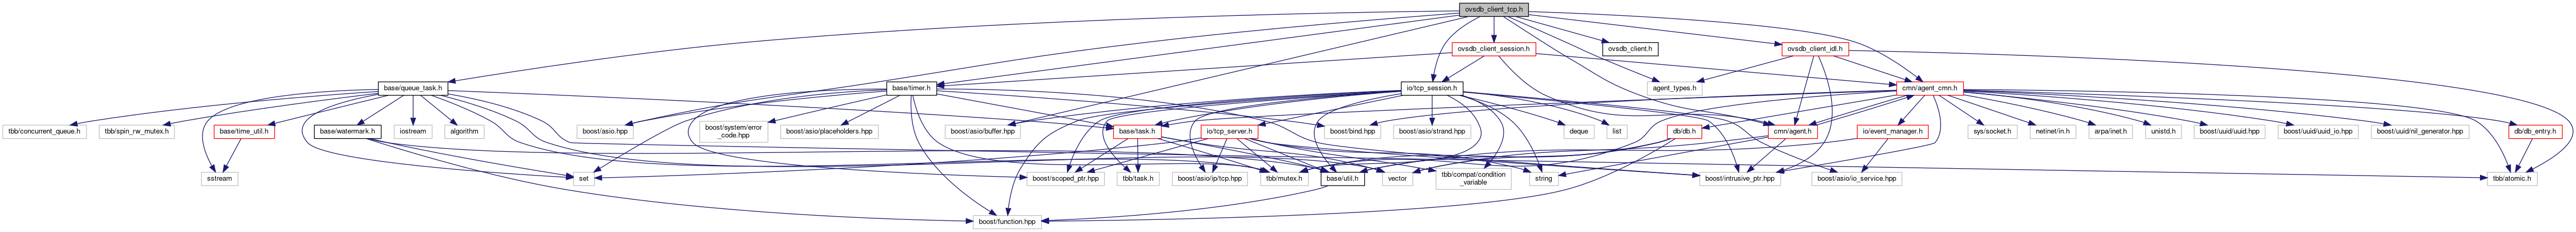 ovsdb_client_tcp.h
ovsdb_client_session.h
ovsdb_client.h
ovsdb_client_idl.h
base/queue_task.h
base/timer.h
io/tcp_session.h
agent_types.h
cmn/agent_cmn.h
tbb/concurrent_queue.h
tbb/spin_rw_mutex.h
base/time_util.h
base/watermark.h
iostream
algorithm
boost/asio.hpp
boost/system/error
_code.hpp
boost/asio/placeholders.hpp
boost/asio/buffer.hpp
base/task.h
io/tcp_server.h
boost/bind.hpp
boost/asio/strand.hpp
deque
list
db/db.h
cmn/agent.h
io/event_manager.h
sys/socket.h
netinet/in.h
arpa/inet.h
unistd.h
boost/uuid/uuid.hpp
boost/uuid/uuid_io.hpp
boost/uuid/nil_generator.hpp
db/db_entry.h
sstream
set
boost/scoped_ptr.hpp
tbb/task.h
boost/asio/ip/tcp.hpp
tbb/mutex.h
base/util.h
vector
tbb/compat/condition
_variable
string
boost/intrusive_ptr.hpp
boost/asio/io_service.hpp
tbb/atomic.h
boost/function.hpp